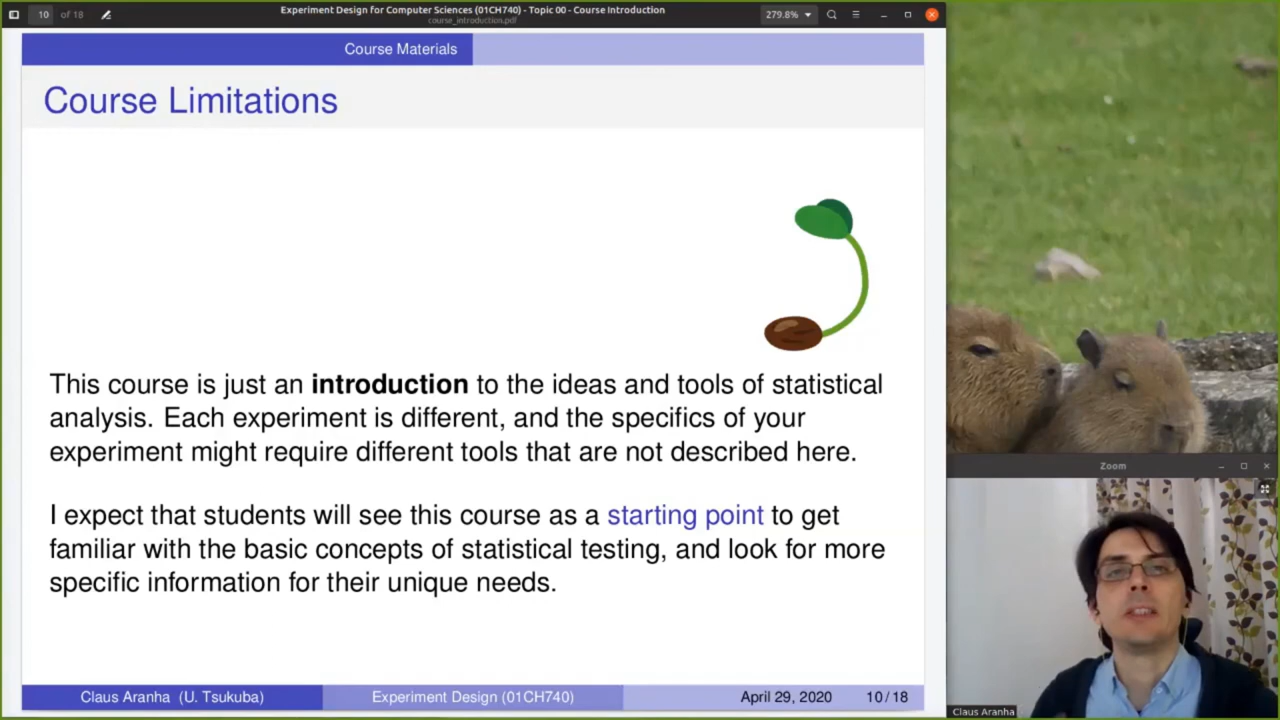 10 of 18
Experiment Design for Computer Sciences (01CH740) - Topic 00 - Course Introduction
course_introduction.pdf
279.8%
Course Materials
Course Limitations
This course is just an introduction to the ideas and tools of statistical
analysis. Each experiment is different, and the specifics of your
experiment might require different tools that are not described here.
I expect that students will see this course as a starting point to get
familiar with the basic concepts of statistical testing, and look for more
specific information for their unique needs.
Claus Aranha (U. Tsukuba) Experiment Design (01CH740) April 29, 2020 10/18
Zoom
Claus Aranha